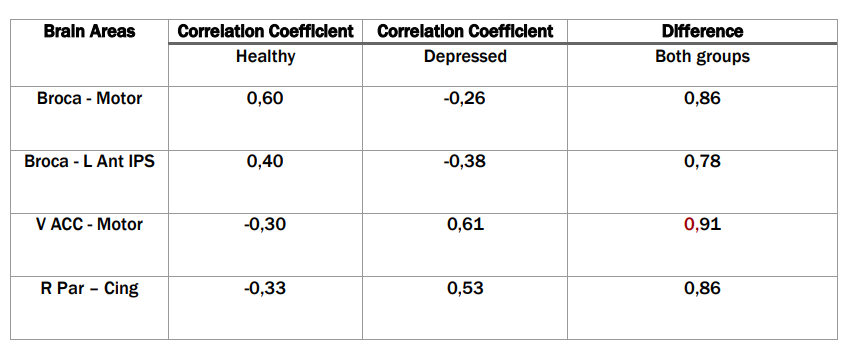 Brain Areas Correlation Coefficient Correlation Coefficient Difference
Healthy Depressed Both groups
Broca - Motor 0,60 -0,26 0,86
Broca - L Ant IPS 0,40 -0,38 0,78
V ACC - Motor -0,30 0,61 0,91
R Par – Cing -0,33 0,53 0,86